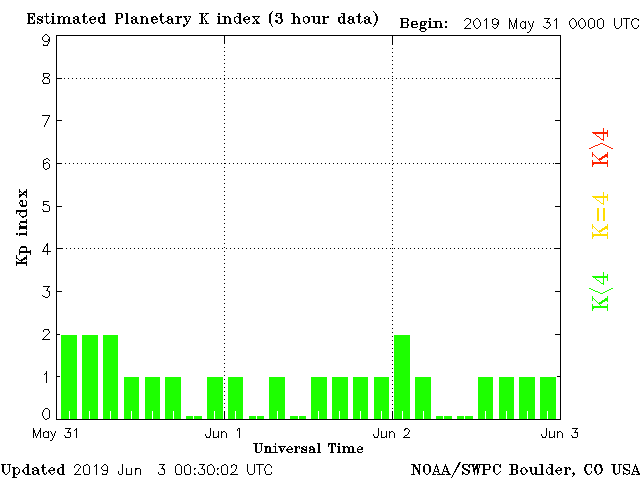 Estimated Planetary K index (3 hour data)
Begin: 2019 May 31 0000 UTC
9
8
7
6
5
4
3
2
1
0
Kp index
K>4
K=4
K<4
May 31
Jun 1
Jun 2
Jun 3
Universal Time
Updated 2019 Jun 3 00:30:02 UTC
NOAA/SWPC Boulder, CO USA